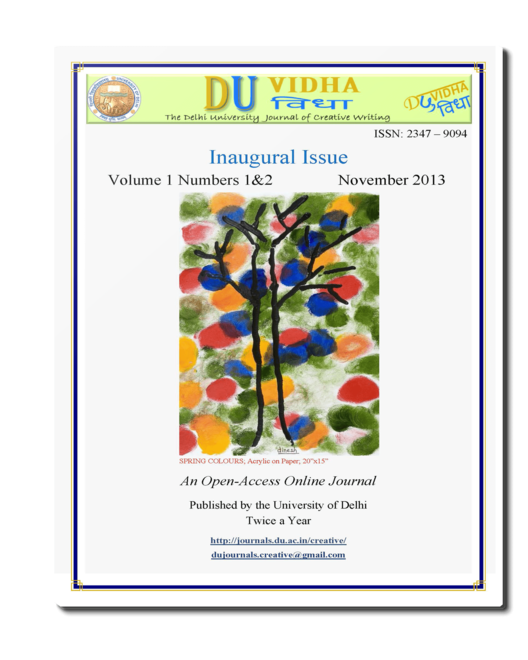 DU VIDHA
विधा
The Delhi University Journal of Creative Writing
DU VIDHA
विधा
ISSN: 2347 – 9094
Inaugural Issue
Volume 1 Numbers 1&2 November 2013
dinesh
SPRING COLOURS; Acrylic on Paper; 20"x15"
An Open-Access Online Journal
Published by the University of Delhi
Twice a Year
http://journals.du.ac.in/creative/
dujournals.creative@gmail.com